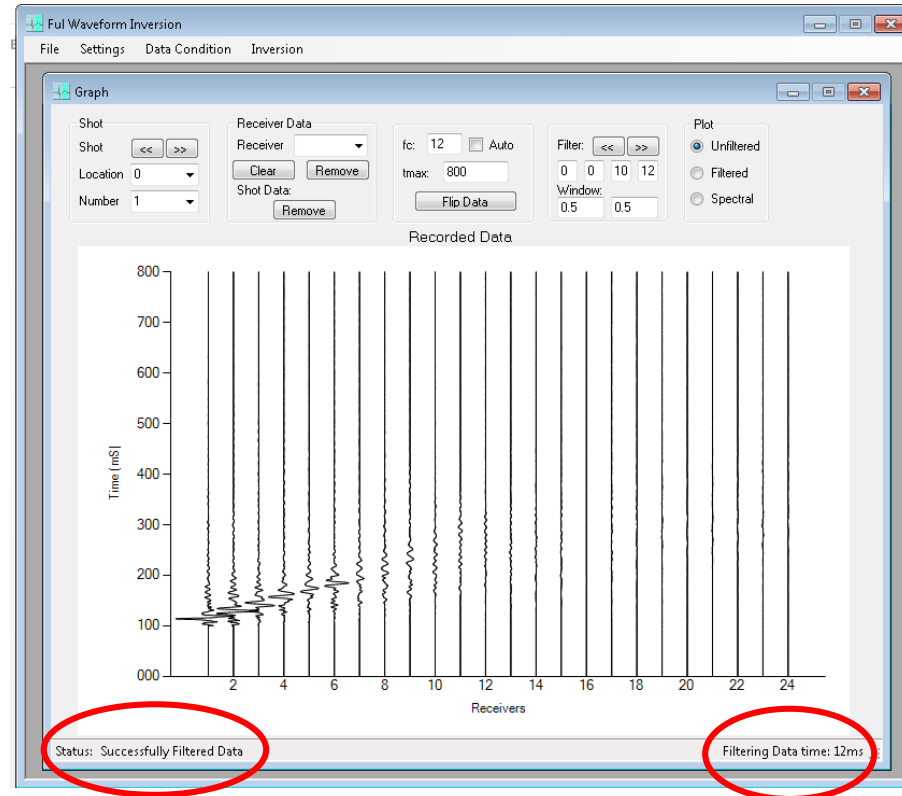 Ful Waveform Inversion
File Settings Data Condition Inversion
Graph
Shot
Shot << >>
Location 0
Number 1
Receiver Data
Receiver
Clear Remove
Shot Data:
Remove
fc: 12 Auto
tmax: 800
Flip Data
Filter: << >>
0 0 10 12
Window:
0.5 0.5
Plot
Unfiltered
Filtered
Spectral
Recorded Data
800
700
600
500
400
300
200
100
000
Time (mS)
2 4 6 8 10 12 14 16 18 20 22 24
Receivers
Status: Successfully Filtered Data
Filtering Data time: 12ms